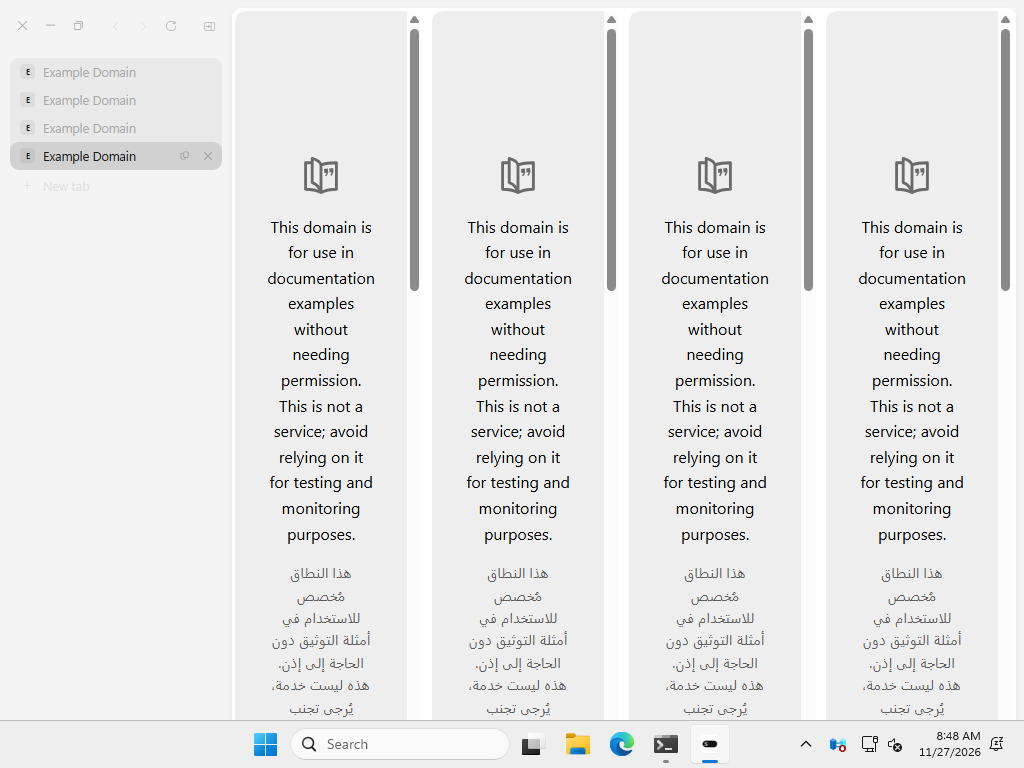 E Example Domain
E Example Domain
E Example Domain
E Example Domain
+ New tab
This domain is
for use in
documentation
examples
without
needing
permission.
This is not a
service; avoid
relying on it
for testing and
monitoring
purposes.
هذا النطاق
مُخصص
للاستخدام في
أمثلة التوثيق دون
الحاجة إلى إذن.
هذه ليست خدمة،
يُرجى تجنب
This domain is
for use in
documentation
examples
without
needing
permission.
This is not a
service; avoid
relying on it
for testing and
monitoring
purposes.
هذا النطاق
مُخصص
للاستخدام في
أمثلة التوثيق دون
الحاجة إلى إذن.
هذه ليست خدمة،
يُرجى تجنب
This domain is
for use in
documentation
examples
without
needing
permission.
This is not a
service; avoid
relying on it
for testing and
monitoring
purposes.
هذا النطاق
مُخصص
للاستخدام في
أمثلة التوثيق دون
الحاجة إلى إذن.
هذه ليست خدمة،
يُرجى تجنب
This domain is
for use in
documentation
examples
without
needing
permission.
This is not a
service; avoid
relying on it
for testing and
monitoring
purposes.
هذا النطاق
مُخصص
للاستخدام في
أمثلة التوثيق دون
الحاجة إلى إذن.
هذه ليست خدمة،
يُرجى تجنب
Search
8:48 AM
11/27/2026